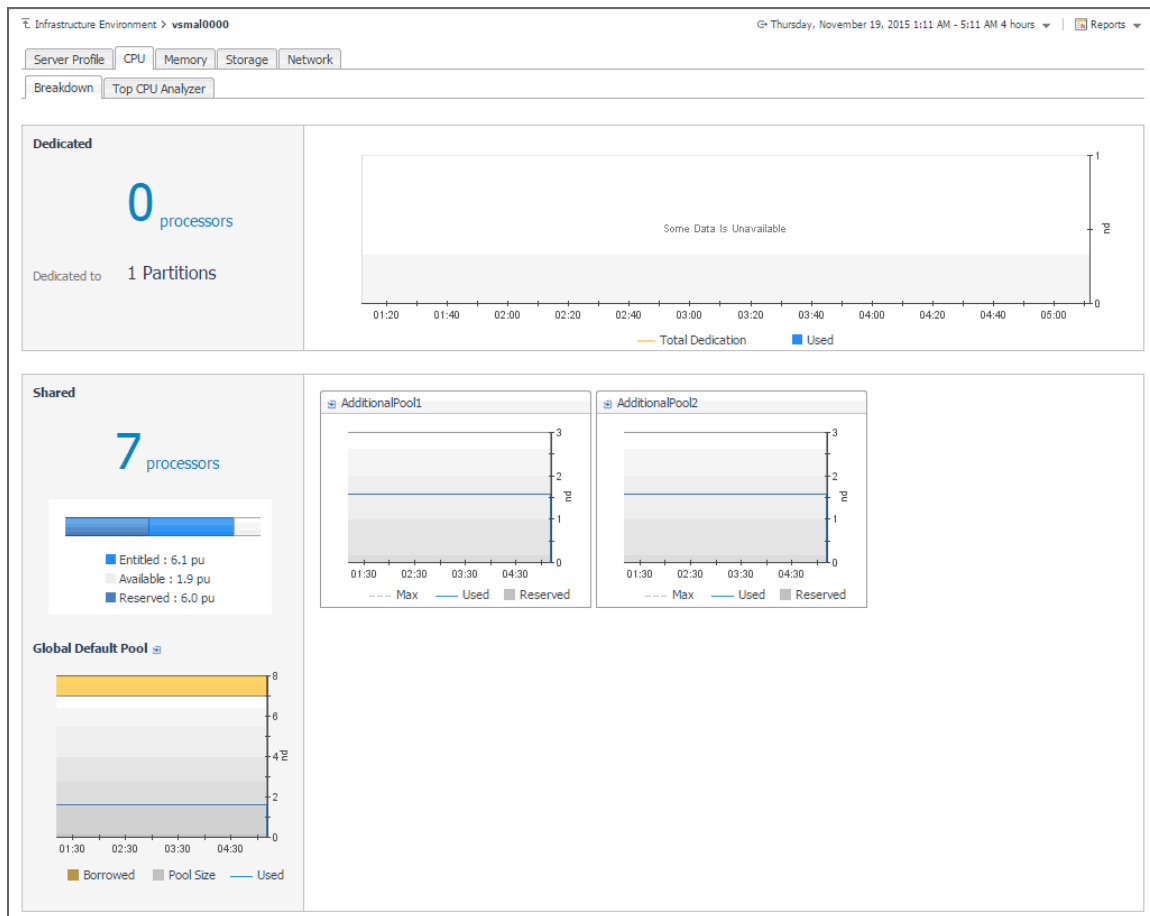 Infrastructure Environment > vsmal0000
Thursday, November 19, 2015 1:11 AM - 5:11 AM 4 hours
Reports
Server Profile CPU Memory Storage Network
Breakdown Top CPU Analyzer
Dedicated
0 processors
Dedicated to 1 Partitions
Some Data Is Unavailable
1
pu
0
01:20 01:40 02:00 02:20 02:40 03:00 03:20 03:40 04:00 04:20 04:40 05:00
Total Dedication Used
Shared
7 processors
Entitled : 6.1 pu
Available : 1.9 pu
Reserved : 6.0 pu
Global Default Pool
8
6
4
pu
2
0
01:30 02:30 03:30 04:30
Borrowed Pool Size Used
AdditionalPool1
3
2
pu
1
0
01:30 02:30 03:30 04:30
Max Used Reserved
AdditionalPool2
3
2
pu
1
0
01:30 02:30 03:30 04:30
Max Used Reserved